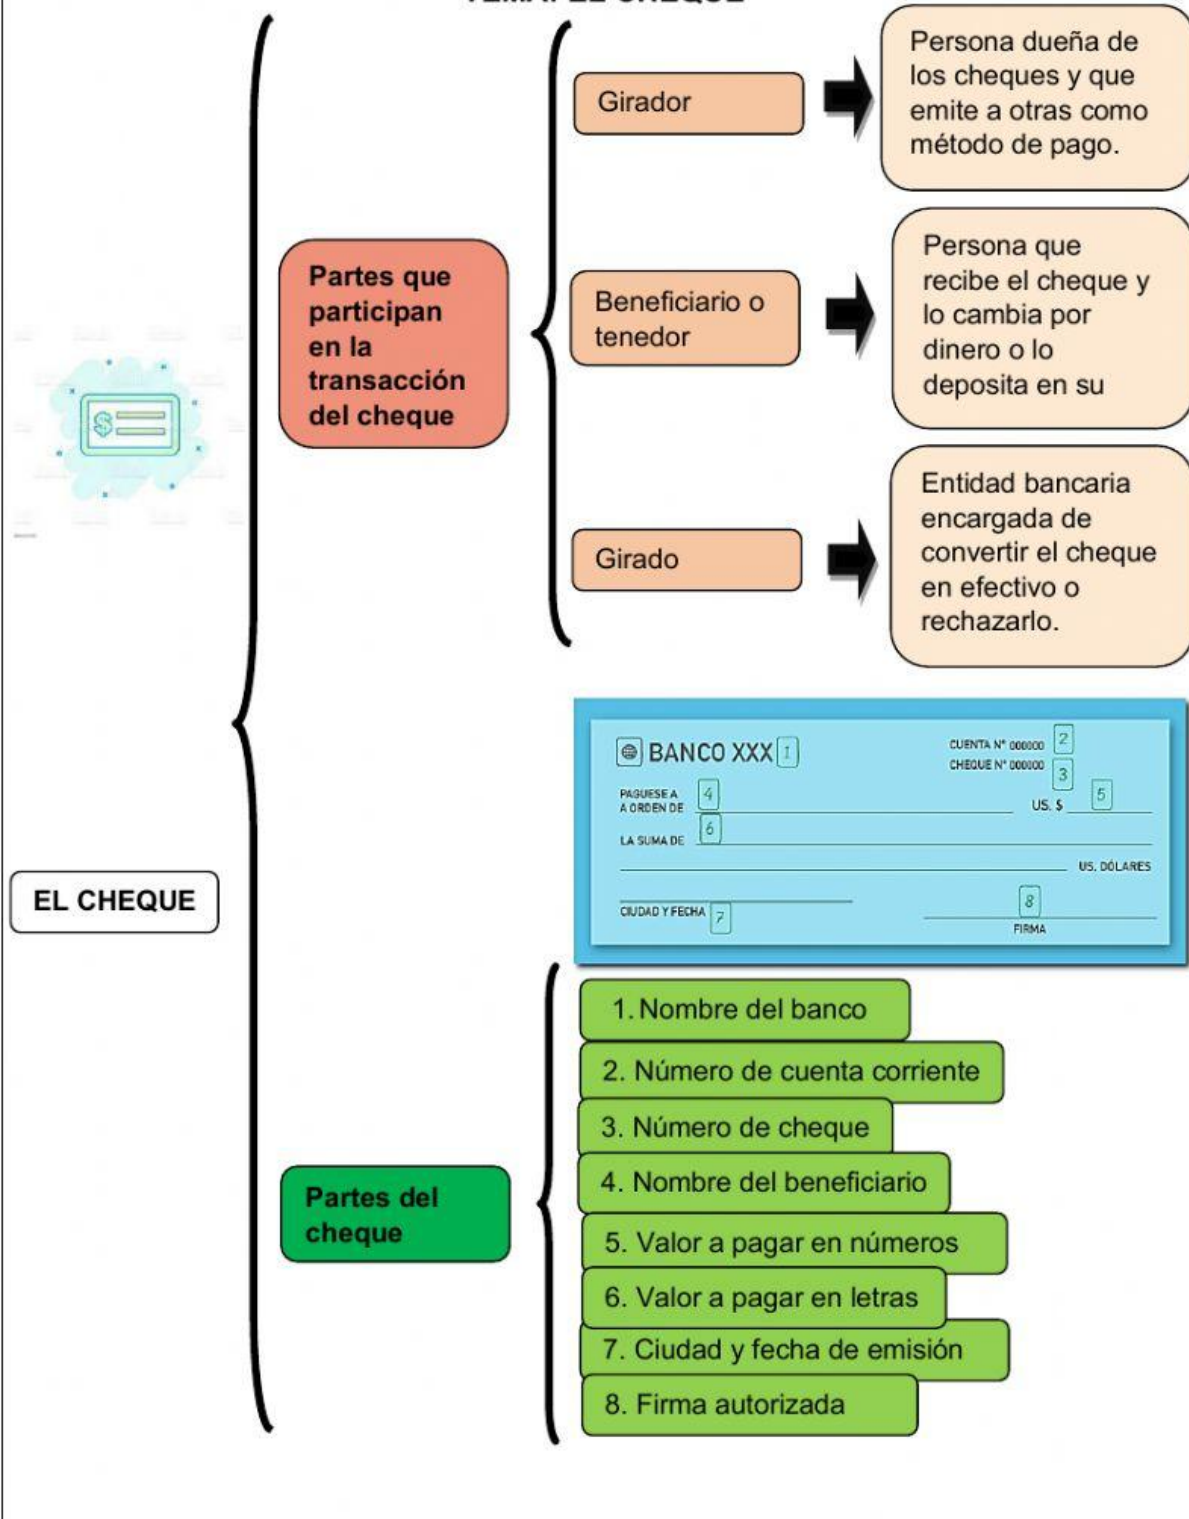 TEMA: EL CHEQUE
Girador
Persona dueña de
los cheques y que
emite a otras como
método de pago.
Partes que
participan
en la
transacción
del cheque
Beneficiario o
tenedor
Persona que
recibe el cheque y
lo cambia por
dinero o lo
deposita en su
Girado
Entidad bancaria
encargada de
convertir el cheque
en efectivo o
rechazarlo.
EL CHEQUE
BANCO XXX 1
CUENTA N° 000000 2
CHEQUE N° 000000 3
PAGUESE A
A ORDEN DE 4
US. $ 5
LA SUMA DE 6
US. DÓLARES
CIUDAD Y FECHA 7
8
FIRMA
Partes del
cheque
1. Nombre del banco
2. Número de cuenta corriente
3. Número de cheque
4. Nombre del beneficiario
5. Valor a pagar en números
6. Valor a pagar en letras
7. Ciudad y fecha de emisión
8. Firma autorizada